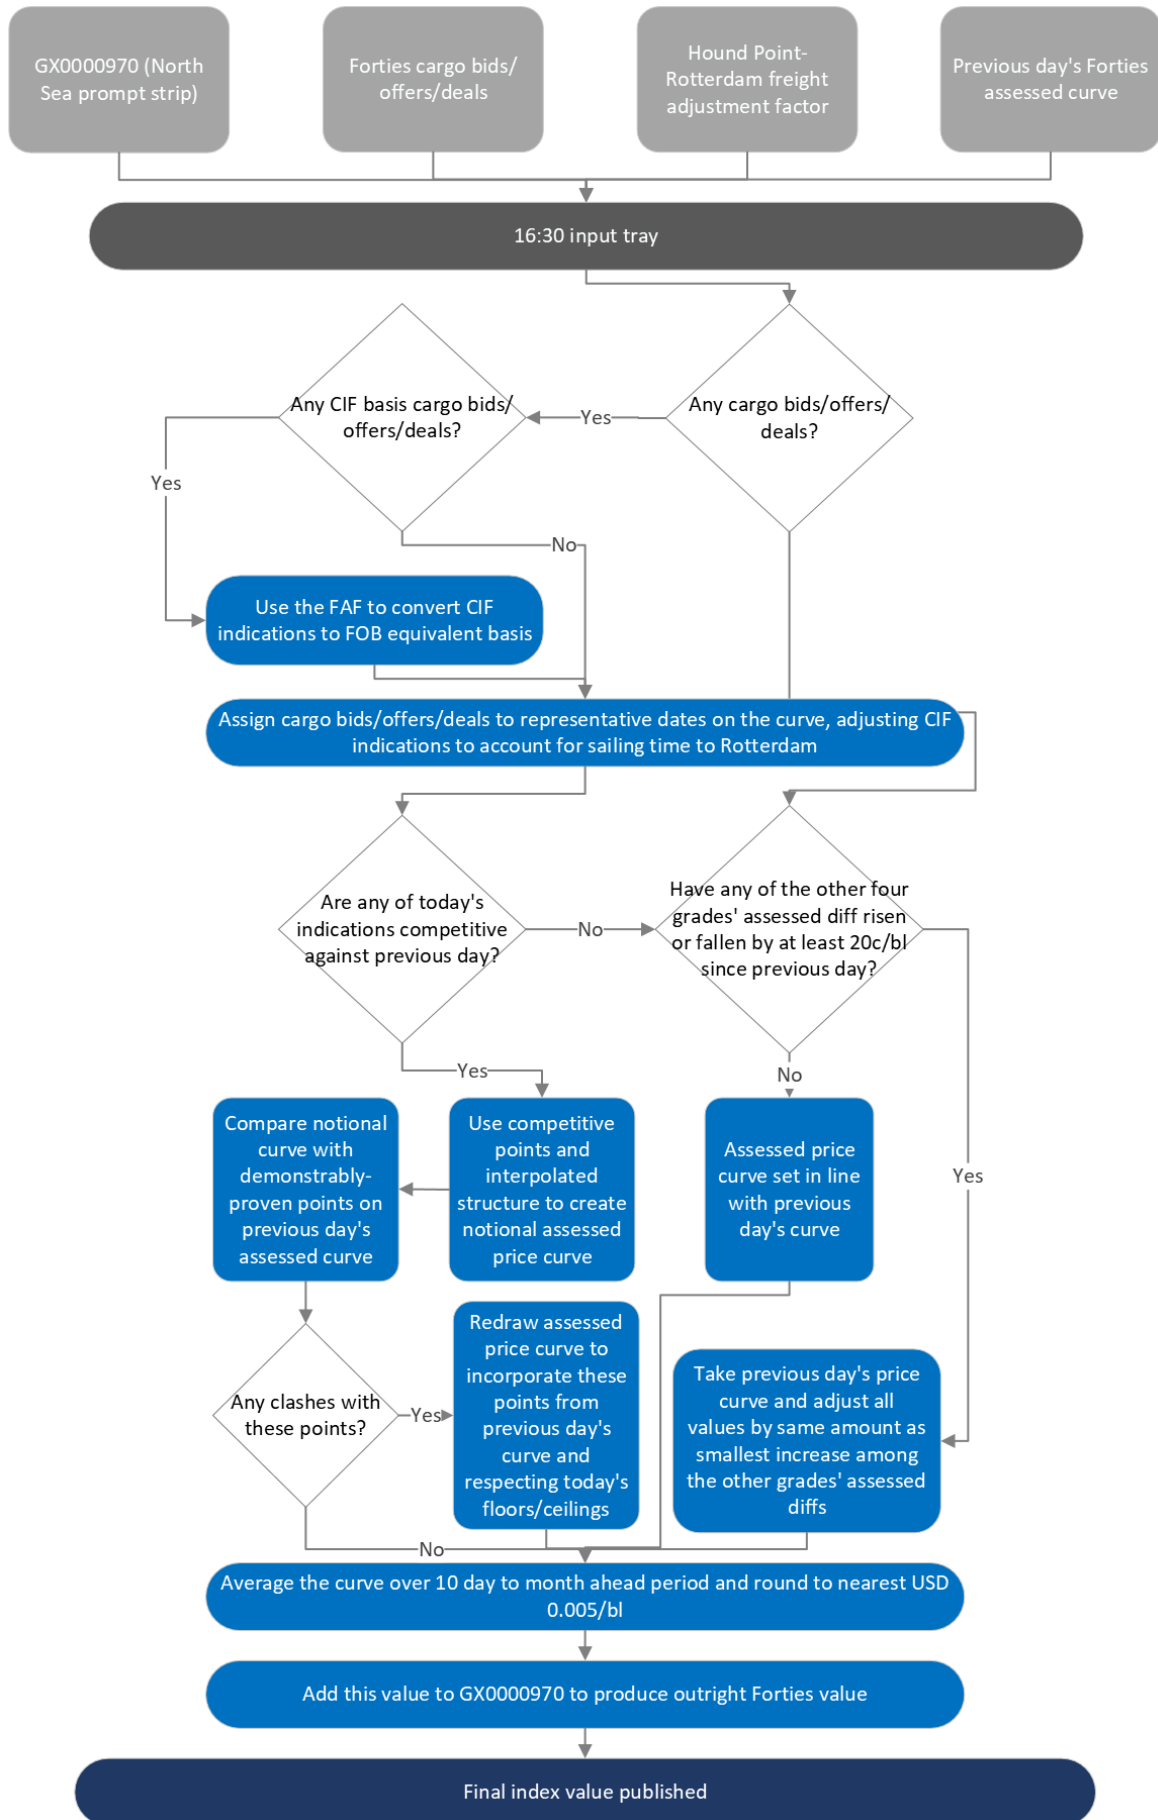 GX0000970 (North
Sea prompt strip)
Forties cargo bids/
offers/deals
Hound Point-
Rotterdam freight
adjustment factor
Previous day's Forties
assessed curve
16:30 input tray
Any CIF basis cargo bids/
offers/deals?
Yes
Any cargo bids/offers/
deals?
Yes
No
Use the FAF to convert CIF
indications to FOB equivalent basis
Assign cargo bids/offers/deals to representative dates on the curve, adjusting CIF
indications to account for sailing time to Rotterdam
Are any of today's
indications competitive
against previous day?
No
Have any of the other four
grades' assessed diff risen
or fallen by at least 20c/bl
since previous day?
Yes
No
Compare notional
curve with
demonstrably-
proven points on
previous day's
assessed curve
Use competitive
points and
interpolated
structure to create
notional assessed
price curve
Assessed price
curve set in line
with previous
day's curve
Yes
Any clashes with
these points?
Yes
Redraw assessed
price curve to
incorporate these
points from
previous day's
curve and
respecting today's
floors/ceilings
Take previous day's price
curve and adjust all
values by same amount as
smallest increase among
the other grades' assessed
diffs
No
Average the curve over 10 day to month ahead period and round to nearest USD
0.005/bl
Add this value to GX0000970 to produce outright Forties value
Final index value published